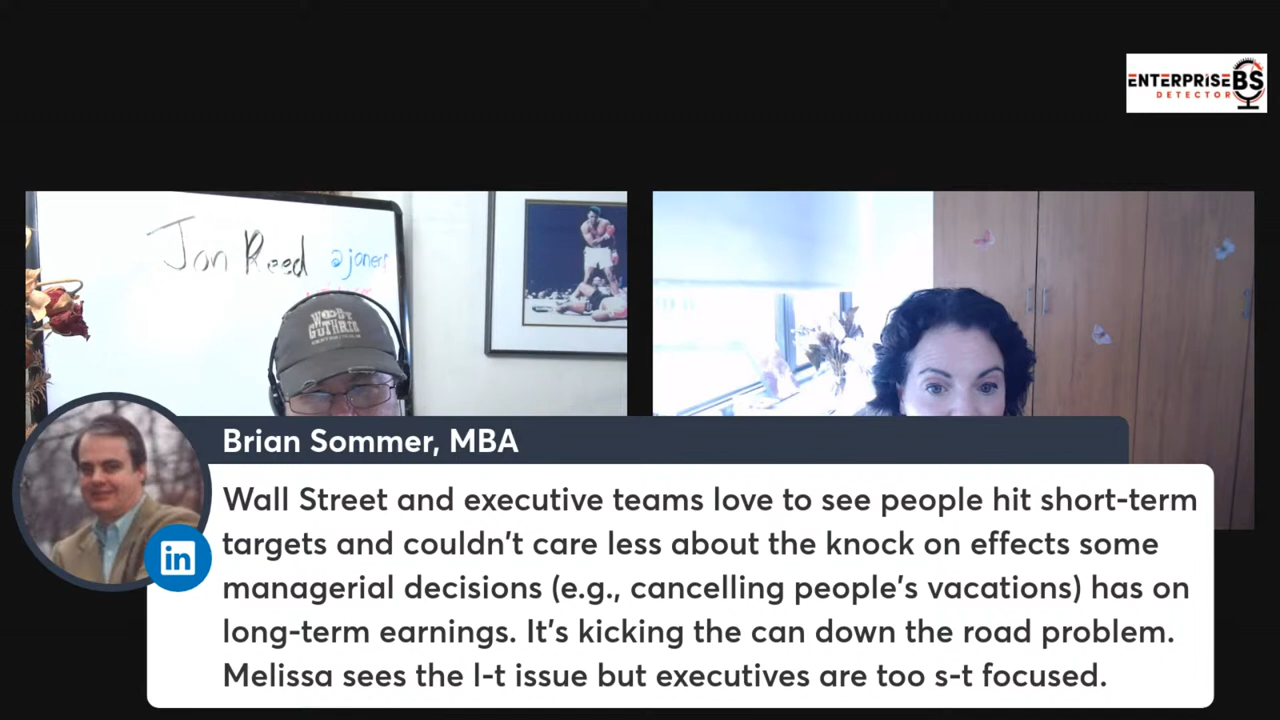 ENTERPRISE BS
DETECTOR
Jon Reed @jonerp
WOODY
GUTHRIE
Brian Sommer, MBA
in
Wall Street and executive teams love to see people hit short-term
targets and couldn't care less about the knock on effects some
managerial decisions (e.g., cancelling people's vacations) has on
long-term earnings. It's kicking the can down the road problem.
Melissa sees the l-t issue but executives are too s-t focused.